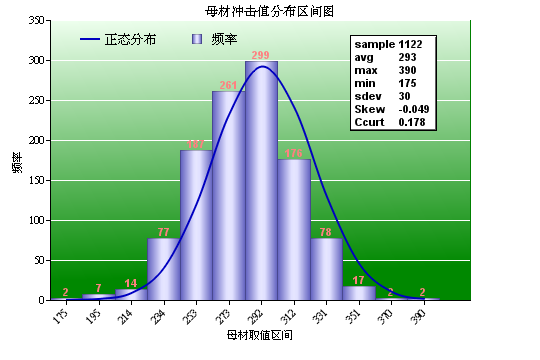 母材冲击值分布区间图
正态分布 频率
sample 1122
avg 293
max 390
min 175
sdev 30
Skew -0.049
Ccurt 0.178
频率
350
300
250
200
150
100
50
0
2 7 14 77 187 261 299 176 78 17 2 2
175 195 214 234 253 273 292 312 331 351 370 390
母材取值区间